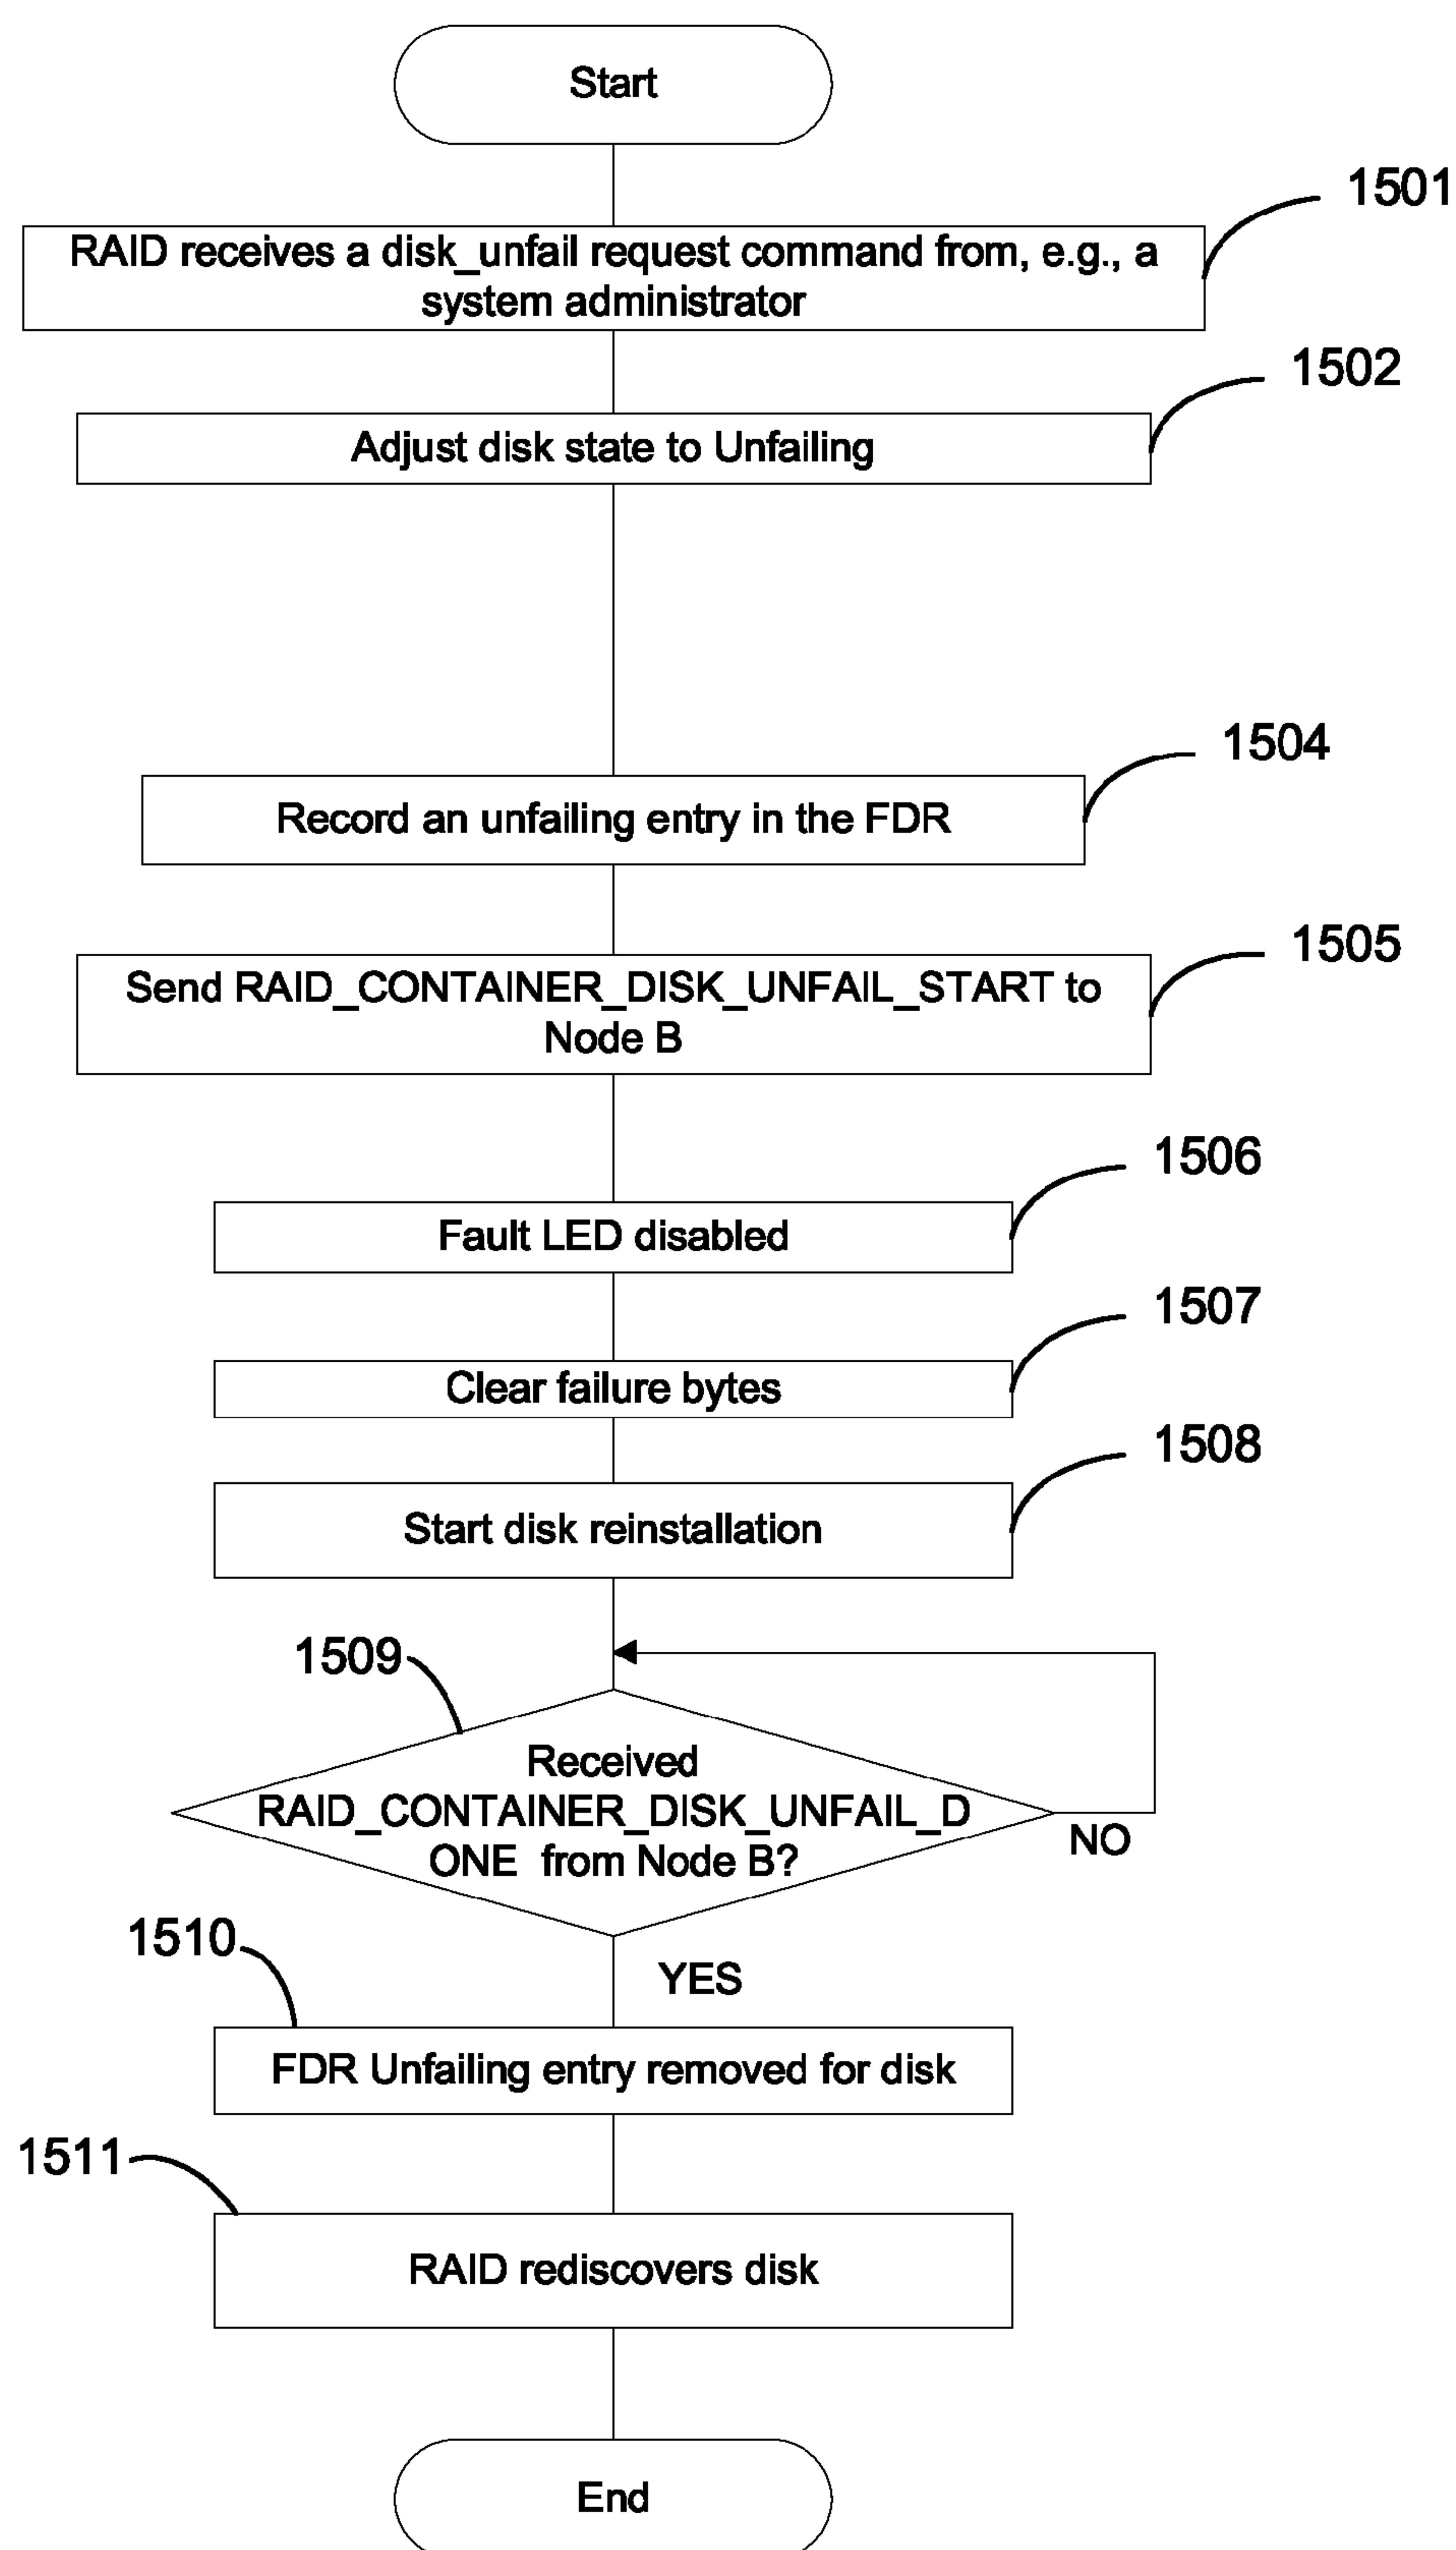 Start
1501
RAID receives a disk_unfail request command from, e.g., a
system administrator
1502
Adjust disk state to Unfailing
1504
Record an unfailing entry in the FDR
1505
Send RAID_CONTAINER_DISK_UNFAIL_START to
Node B
1506
Fault LED disabled
1507
Clear failure bytes
1508
Start disk reinstallation
1509
Received
RAID_CONTAINER_DISK_UNFAIL_D
ONE from Node B?
NO
1510
YES
FDR Unfailing entry removed for disk
1511
RAID rediscovers disk
End